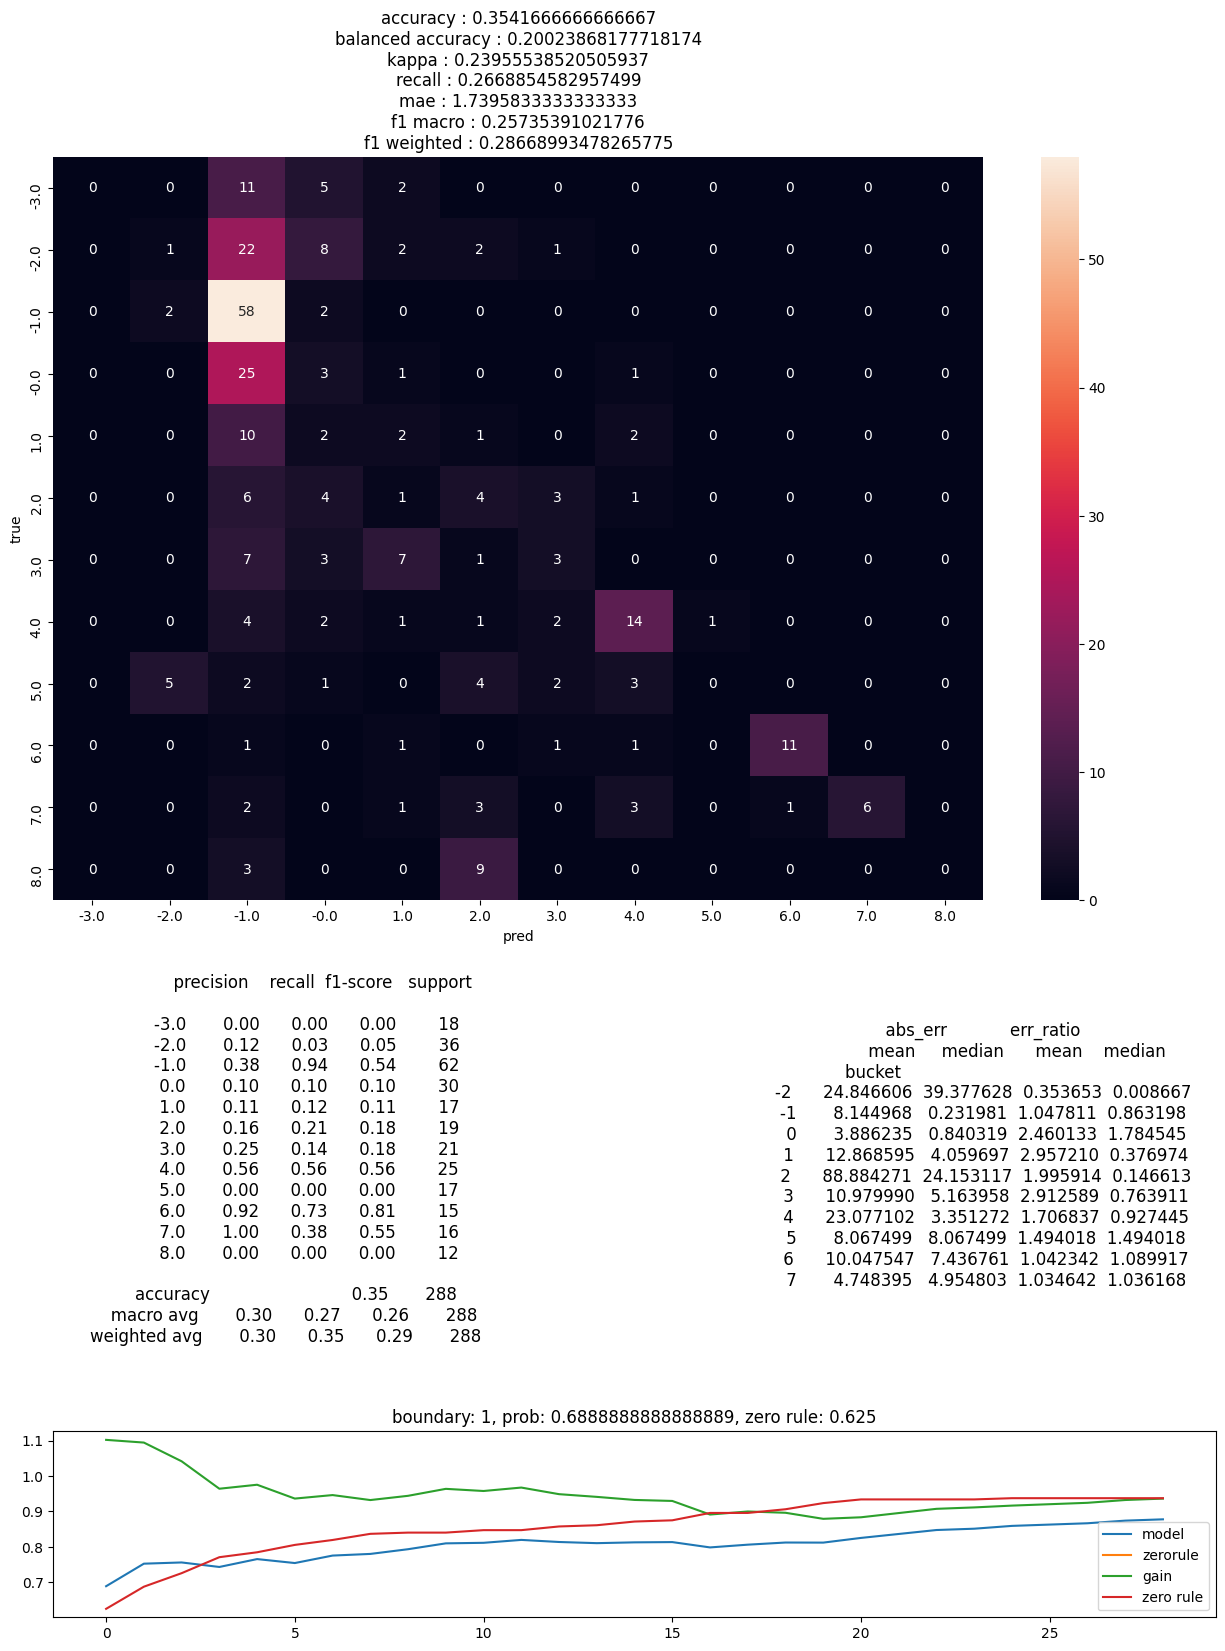 accuracy : 0.3541666666666667
balanced accuracy : 0.20023868177718174
kappa : 0.23955538520505937
recall : 0.2668854582957499
mae : 1.7395833333333333
f1 macro : 0.25735391021776
f1 weighted : 0.28668993478265775
-3.0 0 0 11 5 2 0 0 0 0 0 0 0
-2.0 0 1 22 8 2 2 1 0 0 0 0 0
-1.0 0 2 58 2 0 0 0 0 0 0 0 0
-0.0 0 0 25 3 1 0 0 1 0 0 0 0
1.0 0 0 10 2 2 1 0 2 0 0 0 0
2.0 0 0 6 4 1 4 3 1 0 0 0 0
3.0 0 0 7 3 7 1 3 0 0 0 0 0
4.0 0 0 4 2 1 1 2 14 1 0 0 0
5.0 0 5 2 1 0 4 2 3 0 0 0 0
6.0 0 0 1 0 1 0 1 1 0 11 0 0
7.0 0 0 2 0 1 3 0 3 0 1 6 0
8.0 0 0 3 0 0 9 0 0 0 0 0 0
true
-3.0 -2.0 -1.0 -0.0 1.0 2.0 3.0 4.0 5.0 6.0 7.0 8.0
pred
50
40
30
20
10
0
precision recall f1-score support
-3.0 0.00 0.00 0.00 18
-2.0 0.12 0.03 0.05 36
-1.0 0.38 0.94 0.54 62
0.0 0.10 0.10 0.10 30
1.0 0.11 0.12 0.11 17
2.0 0.16 0.21 0.18 19
3.0 0.25 0.14 0.18 21
4.0 0.56 0.56 0.56 25
5.0 0.00 0.00 0.00 17
6.0 0.92 0.73 0.81 15
7.0 1.00 0.38 0.55 16
8.0 0.00 0.00 0.00 12
accuracy 0.35 288
macro avg 0.30 0.27 0.26 288
weighted avg 0.30 0.35 0.29 288
abs_err err_ratio
mean median mean median
bucket
-2 24.846606 39.377628 0.353653 0.008667
-1 8.144968 0.231981 1.047811 0.863198
0 3.886235 0.840319 2.460133 1.784545
1 12.868595 4.059697 2.957210 0.376974
2 88.884271 24.153117 1.995914 0.146613
3 10.979990 5.163958 2.912589 0.763911
4 23.077102 3.351272 1.706837 0.927445
5 8.067499 8.067499 1.494018 1.494018
6 10.047547 7.436761 1.042342 1.089917
7 4.748395 4.954803 1.034642 1.036168
boundary: 1, prob: 0.6888888888888889, zero rule: 0.625
1.1
1.0
0.9
0.8
0.7
0 5 10 15 20 25
model
zerorule
gain
zero rule